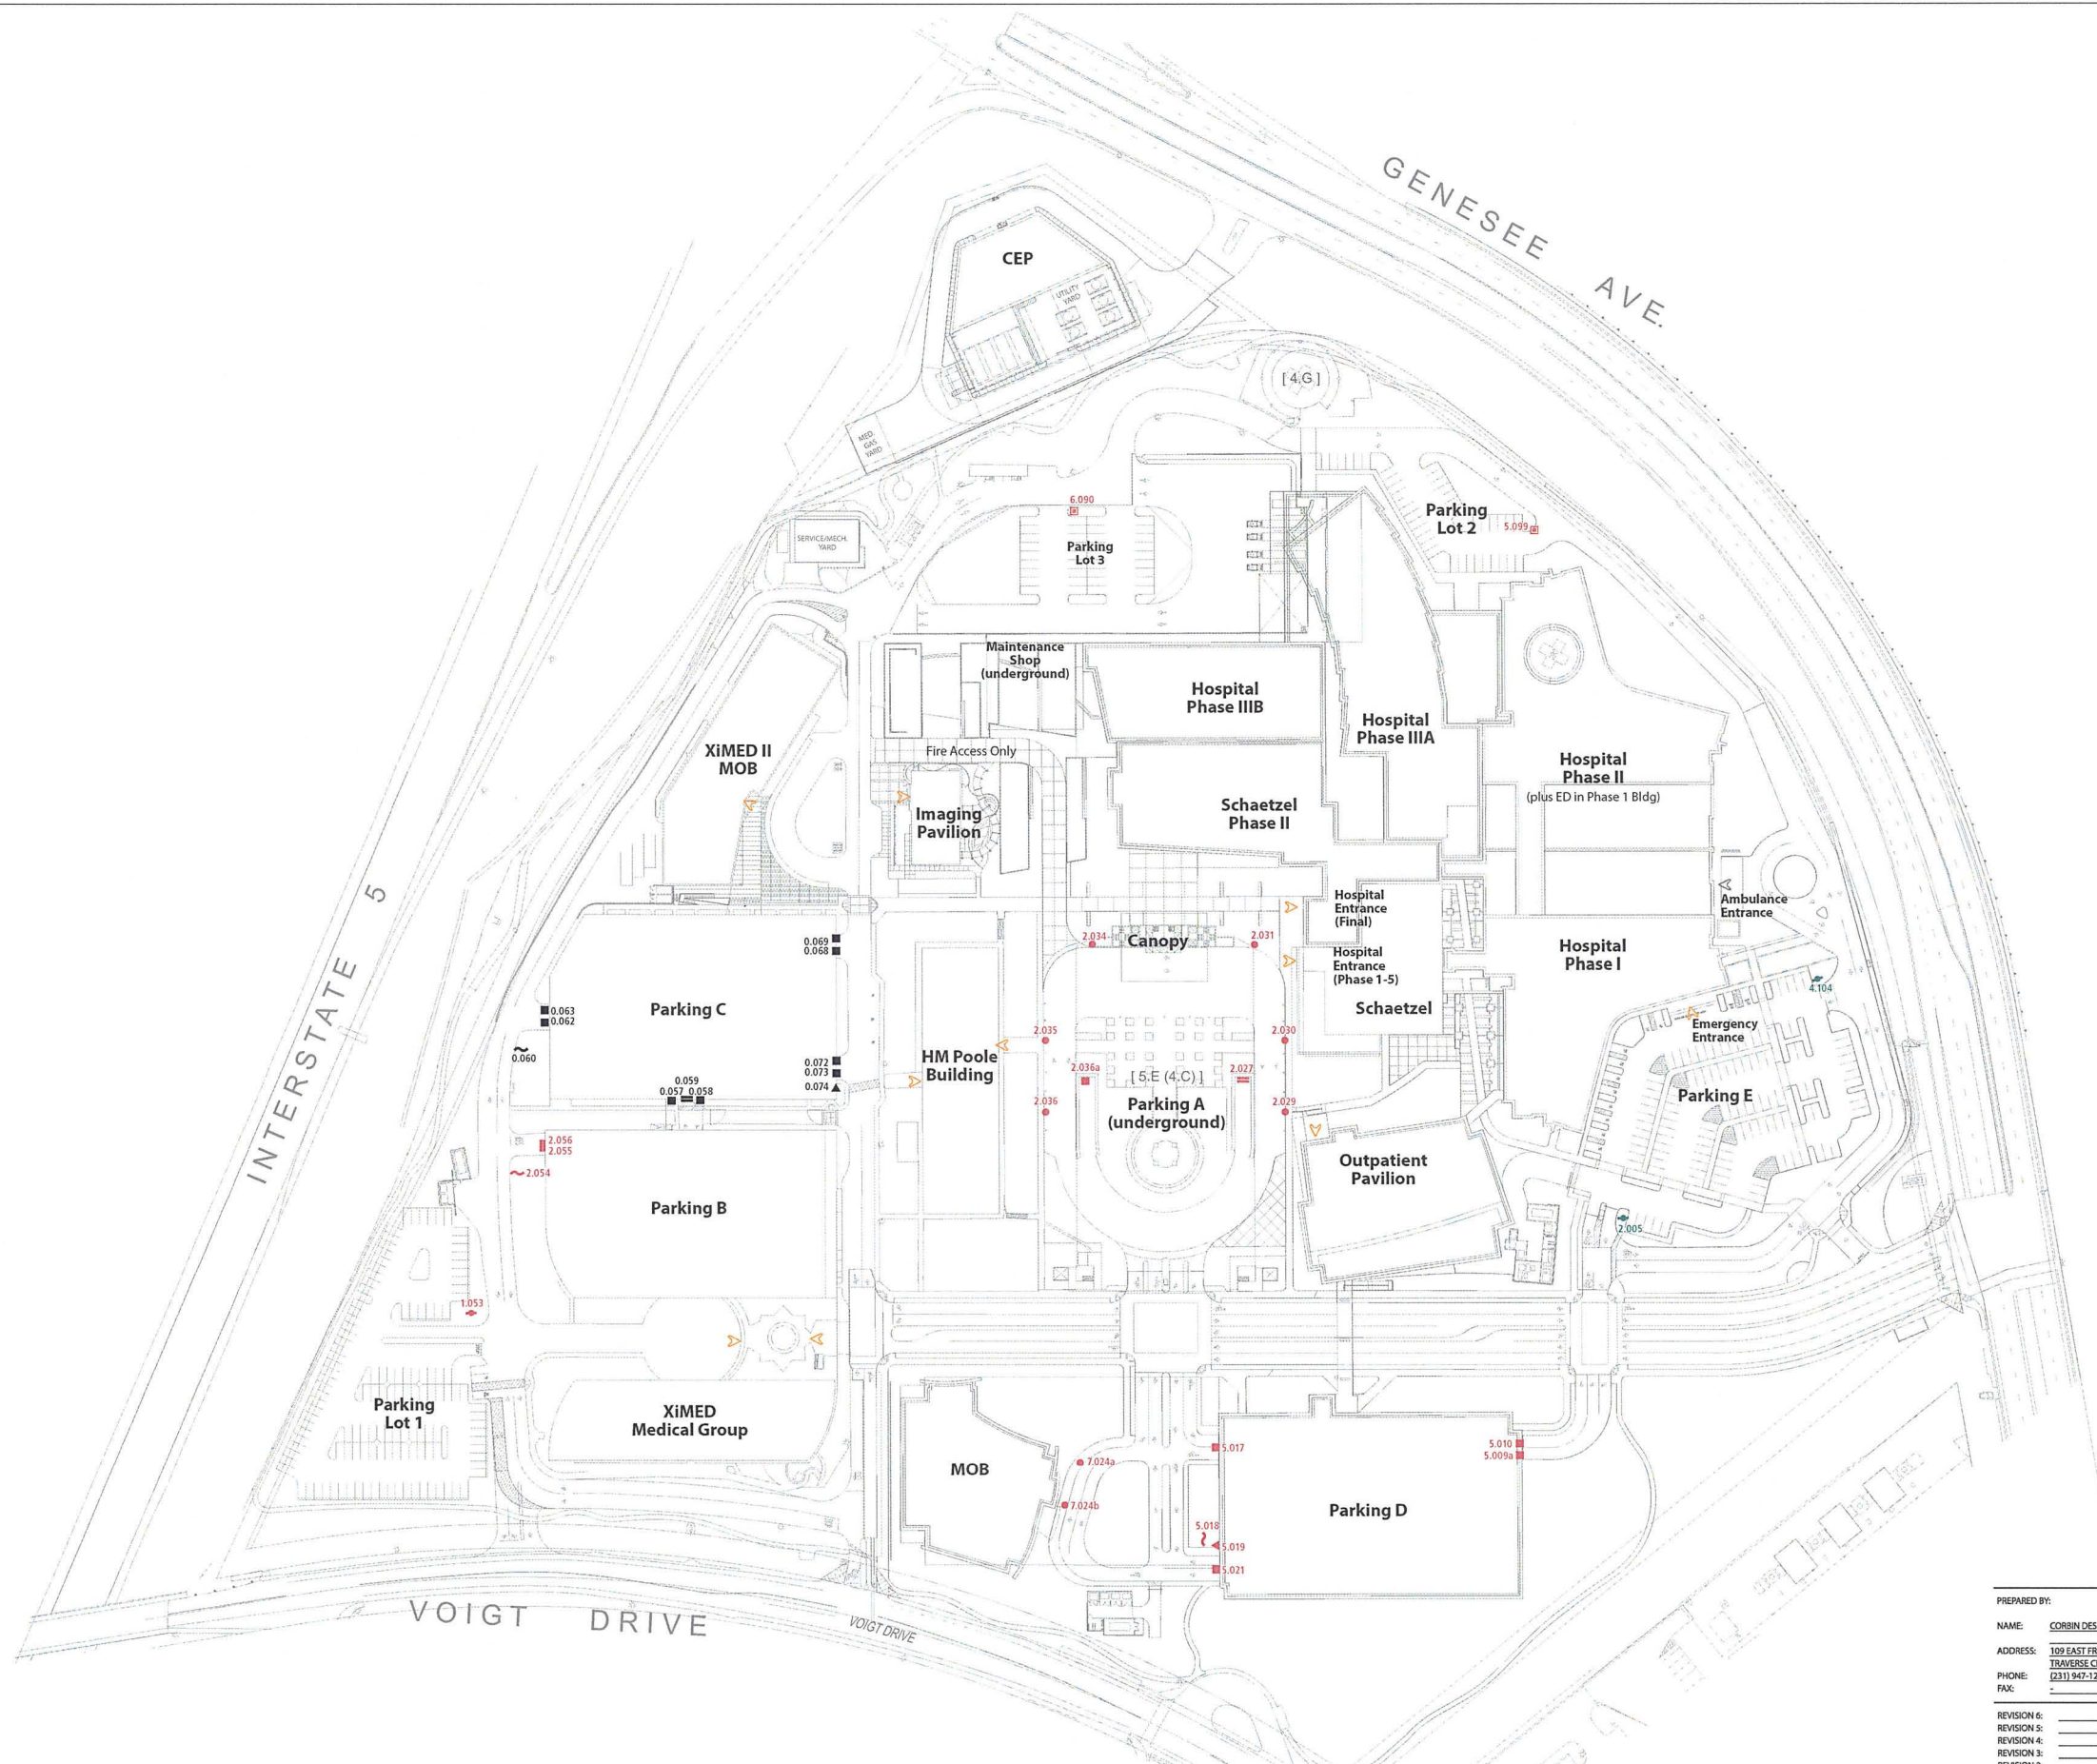 GENESEE AVE.
CEP
UTILITY
YARD
[ 4.G ]
MED.
GAS
YARD
6.090
Parking
Lot 2
5.099
SERVICE/MECH.
YARD
Parking
Lot 3
Maintenance
Shop
(underground)
Hospital
Phase IIIB
Hospital
Phase IIIA
XiMED II
MOB
Fire Access Only
Hospital
Phase II
(plus ED in Phase 1 Bldg)
Imaging
Pavilion
Schaetzel
Phase II
INTERSTATE 5
Hospital
Entrance
(Final)
Ambulance
Entrance
0.069
0.068
2.034
Canopy
2.031
Hospital
Entrance
(Phase 1-5)
Hospital
Phase I
4.104
Parking C
0.063
0.062
Schaetzel
Emergency
Entrance
2.035
2.030
0.060
HM Poole
Building
0.072
0.073
0.074
0.059
0.057 0.058
2.036a
[ 5.E (4.C) ]
2.027
Parking A
(underground)
2.036
2.029
Parking E
2.056
2.055
2.054
Outpatient
Pavilion
Parking B
2.005
1.053
Parking
Lot 1
XiMED
Medical Group
MOB
7.024a
7.024b
5.017
5.010
5.009a
Parking D
5.018
5.019
5.021
VOIGT DRIVE
VOIGT DRIVE
PREPARED BY:
NAME: CORBIN DES
ADDRESS: 109 EAST FR
TRAVERSE C
PHONE: (231) 947-12
FAX: -
REVISION 6:
REVISION 5:
REVISION 4:
REVISION 3: